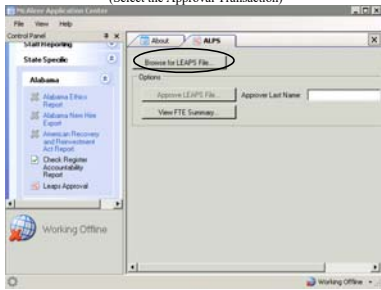 (Select the Approval Transaction)
McAleer Application Center
File View Help
Control Panel
Staff Reporting
State Specific
Alabama
Alabama Ethics
Report
Alabama New Hire
Export
American Recovery
and Reinvestment
Act Report
Check Register
Accountability
Report
Leaps Approval
Working Offline
About
ALPS
Browse for LEAPS File...
Options
Approve LEAPS File...
Approver Last Name:
View FTE Summary...
Working Offline